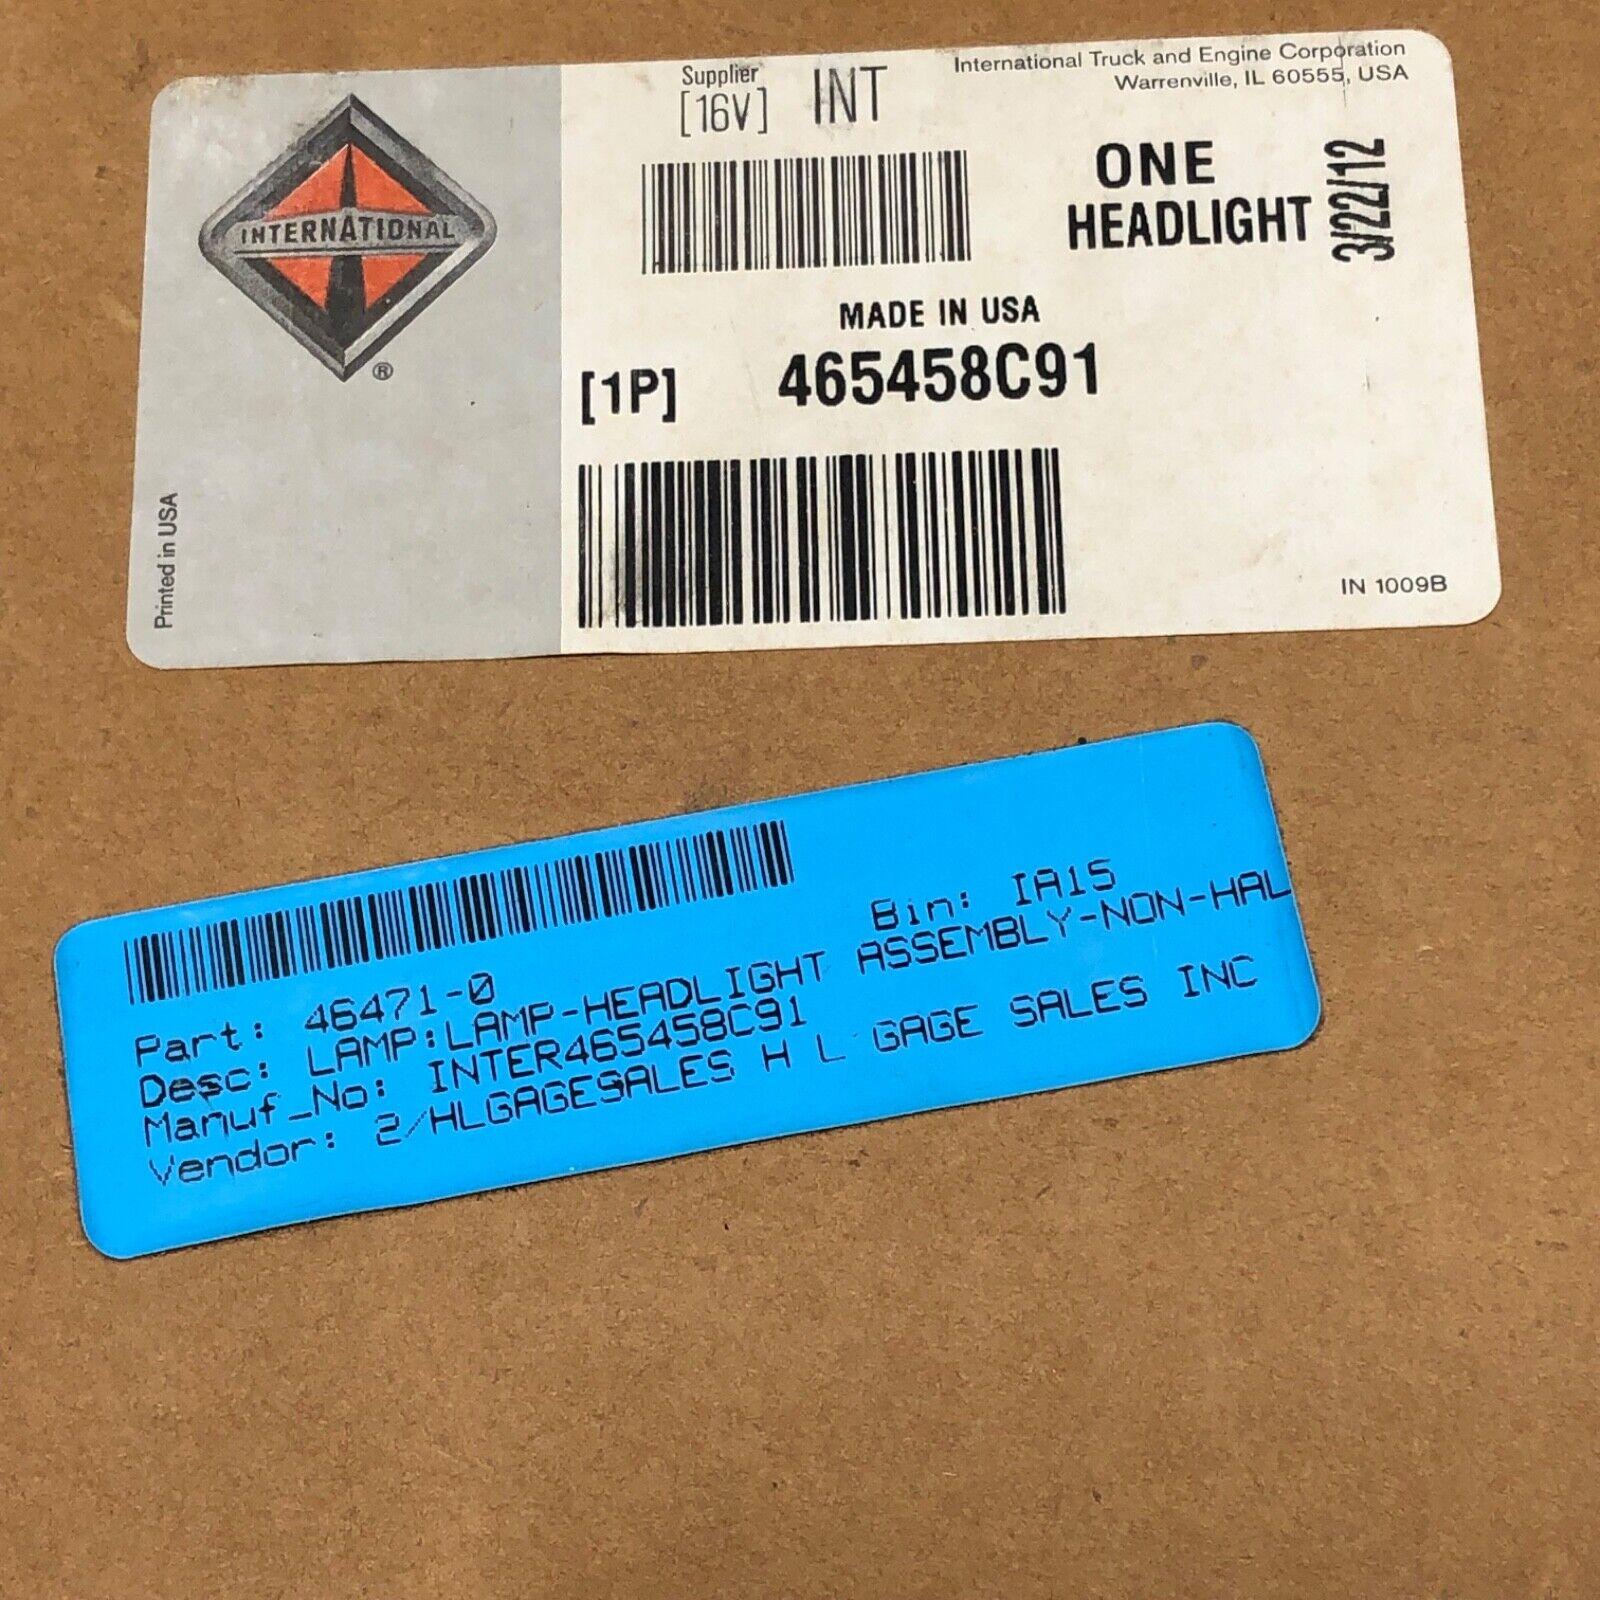 INTERNATIONAL
®
Printed in USA
Supplier
[16V] INT
International Truck and Engine Corporation
Warrenville, IL 60555, USA
ONE
HEADLIGHT
3/22/12
MADE IN USA
[1P] 465458C91
IN 1009B
Bin: IA15
Part: 46471-0
Desc: LAMP:LAMP-HEADLIGHT ASSEMBLY-NON-HAL
Manuf_No: INTER465458C91
Vendor: 2/HLGAGESALES H L GAGE SALES INC